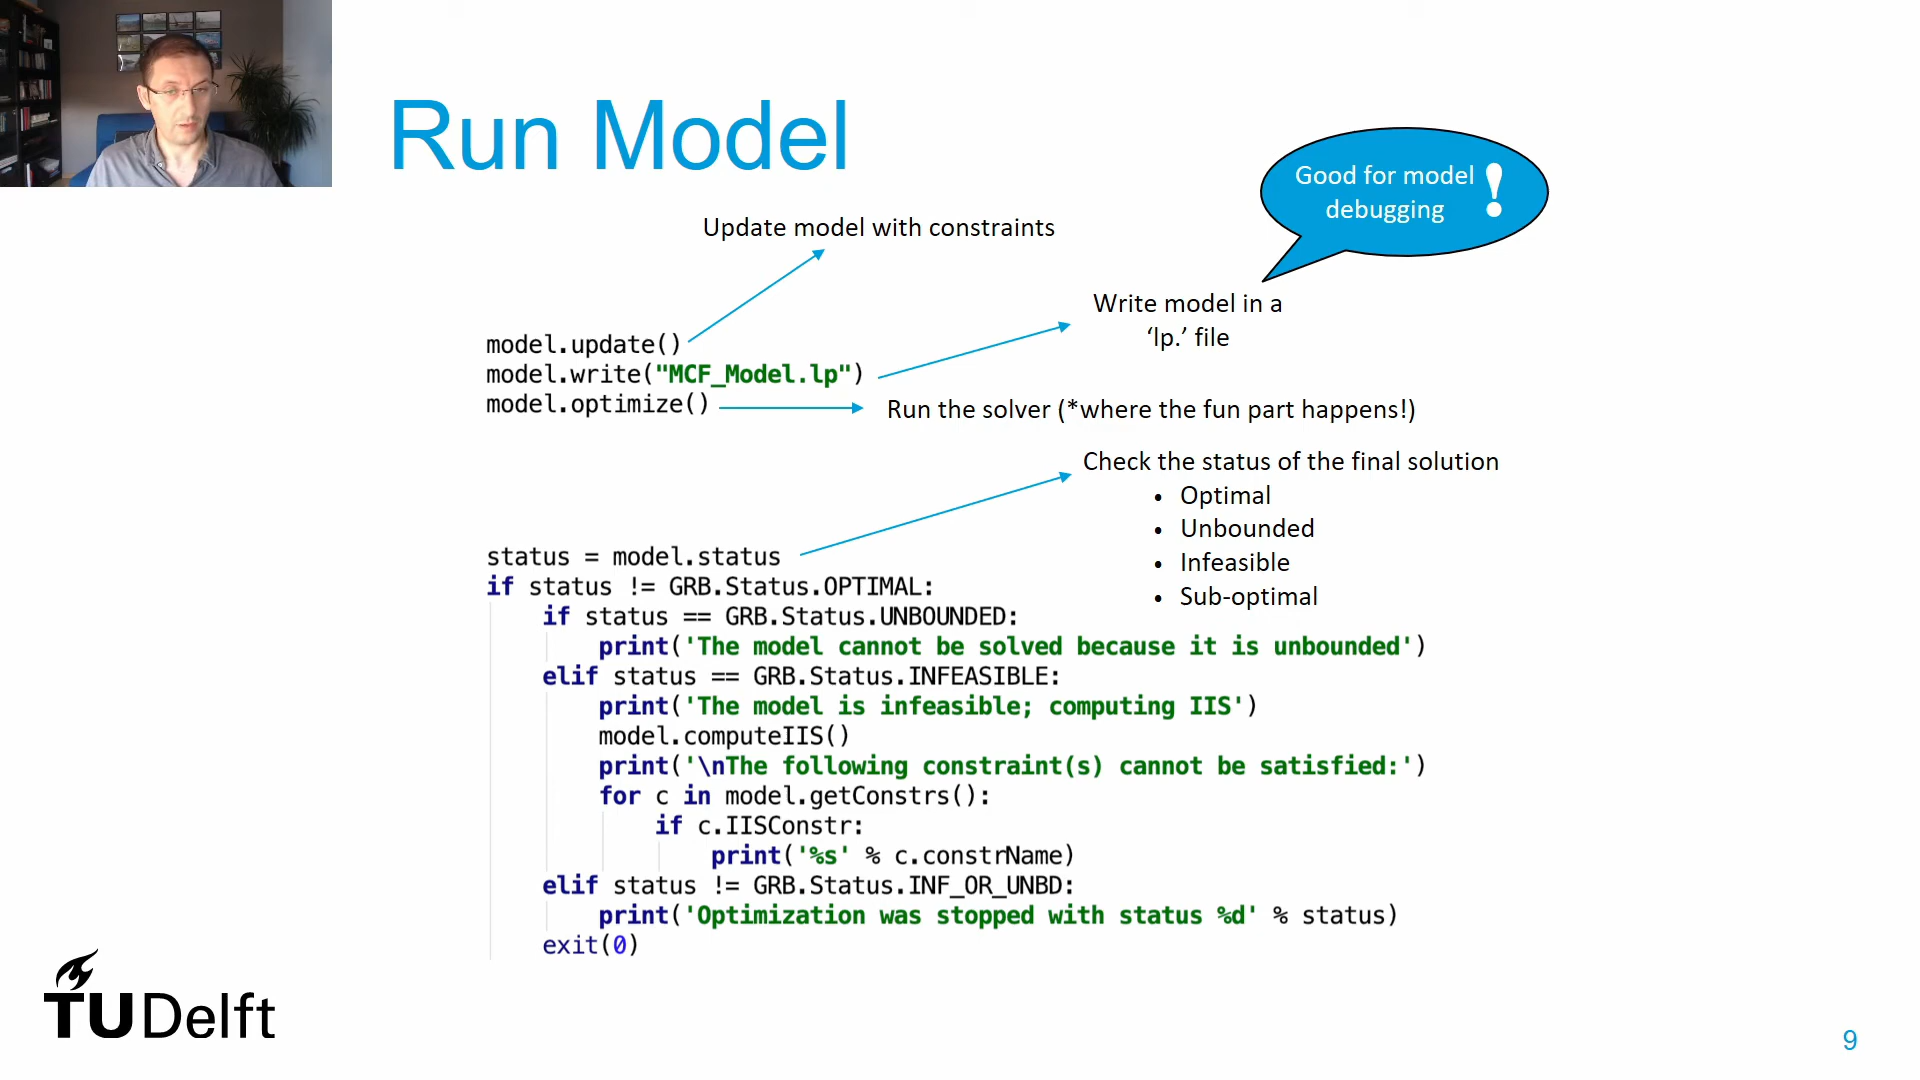 Run Model
Good for model
debugging !
Update model with constraints
Write model in a
‘lp.’ file
model.update()
model.write("MCF_Model.lp")
model.optimize()
Run the solver (*where the fun part happens!)
Check the status of the final solution
• Optimal
• Unbounded
• Infeasible
• Sub-optimal
status = model.status
if status != GRB.Status.OPTIMAL:
    if status == GRB.Status.UNBOUNDED:
        print('The model cannot be solved because it is unbounded')
    elif status == GRB.Status.INFEASIBLE:
        print('The model is infeasible; computing IIS')
        model.computeIIS()
        print('\nThe following constraint(s) cannot be satisfied:')
        for c in model.getConstrs():
            if c.IISConstr:
                print('%s' % c.constrName)
    elif status != GRB.Status.INF_OR_UNBD:
        print('Optimization was stopped with status %d' % status)
    exit(0)
TU Delft
9